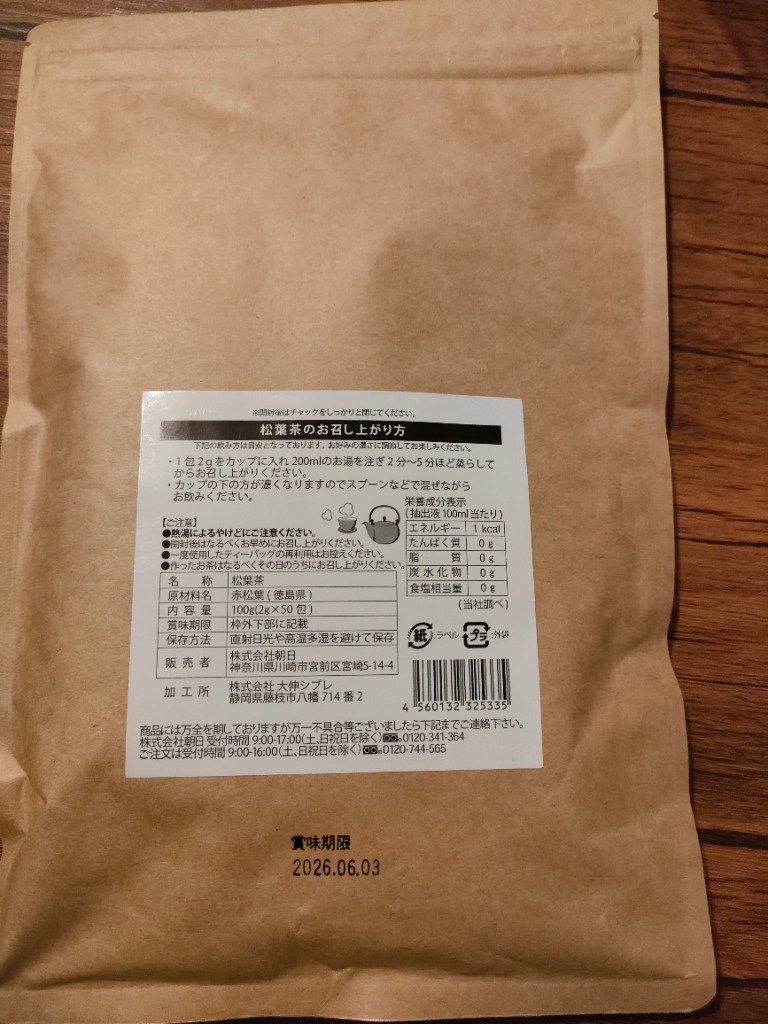 ※開封後はチャックをしっかりと閉じてください。
松葉茶のお召し上がり方
下記の飲み方は目安となっております。お好みの濃さに調節してお楽しみください。
・1包2gをカップに入れ200mlのお湯を注ぎ2分〜5分ほど蒸らして
からお召し上がりください。
・カップの下の方が濃くなりますのでスプーンなどで混ぜながら
お飲みください。
【ご注意】
●熱湯によるやけどにご注意ください。
●開封後はなるべくお早めにお召し上がりください。
●一度使用したティーバッグの再利用はお控えください。
●作ったお茶はなるべくその日のうちにお召し上がりください。
栄養成分表示
(抽出液100ml当たり)
エネルギー 1 kcal
たんぱく質 0 g
脂質 0 g
炭水化物 0 g
食塩相当量 0 g
(当社調べ)
名称 松葉茶
原材料名 赤松葉(徳島県)
内容量 100g(2g×50包)
賞味期限 枠外下部に記載
保存方法 直射日光や高温多湿を避けて保存
販売者 株式会社朝日
神奈川県川崎市宮前区宮崎5-14-4
加工所 株式会社 大伸シブレ
静岡県藤枝市八幡714番2
紙:ラベル プラ:外袋
4 560132 325335
商品には万全を期しておりますが万一不具合等ございましたら下記までご連絡下さい。
株式会社朝日 受付時間 9:00-17:00(土、日祝日を除く)0120-341-364
ご注文は受付時間 9:00-16:00(土、日祝日を除く)0120-744-565
賞味期限
2026.06.03